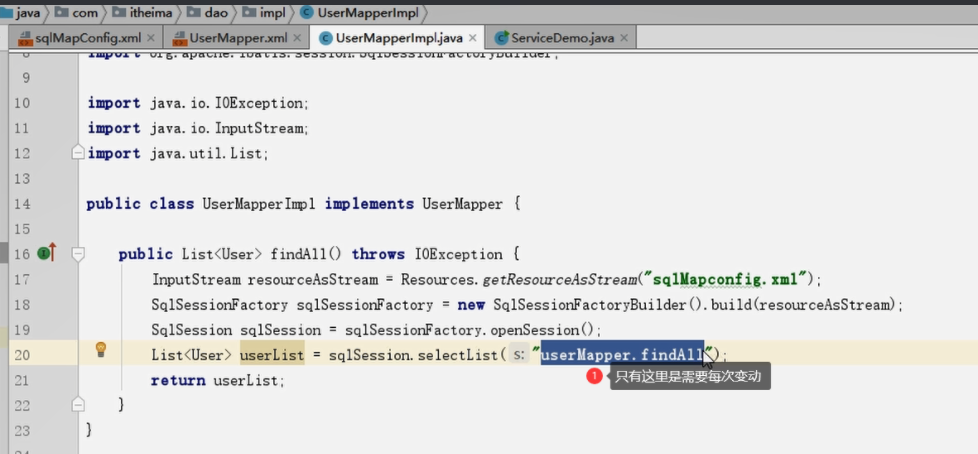 java com itheima dao impl UserMapperImpl
sqlMapConfig.xml UserMapper.xml UserMapperImpl.java ServiceDemo.java
8 import org.apache.ibatis.session.SqlSessionFactoryBuilder;
9
10 import java.io.IOException;
11 import java.io.InputStream;
12 import java.util.List;
13
14 public class UserMapperImpl implements UserMapper {
15
16 public List<User> findAll() throws IOException {
17 InputStream resourceAsStream = Resources.getResourceAsStream("sqlMapconfig.xml");
18 SqlSessionFactory sqlSessionFactory = new SqlSessionFactoryBuilder().build(resourceAsStream);
19 SqlSession sqlSession = sqlSessionFactory.openSession();
20 List<User> userList = sqlSession.selectList( s: "userMapper.findAll");
1 只有这里是需要每次变动
21 return userList;
22 }
23 }
24